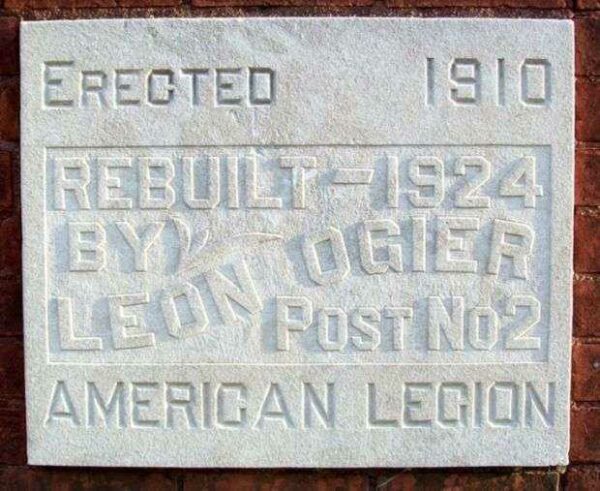 ERECTED 1910
REBUILT-1924
BY
LEON OGIER
POST NO2
AMERICAN LEGION